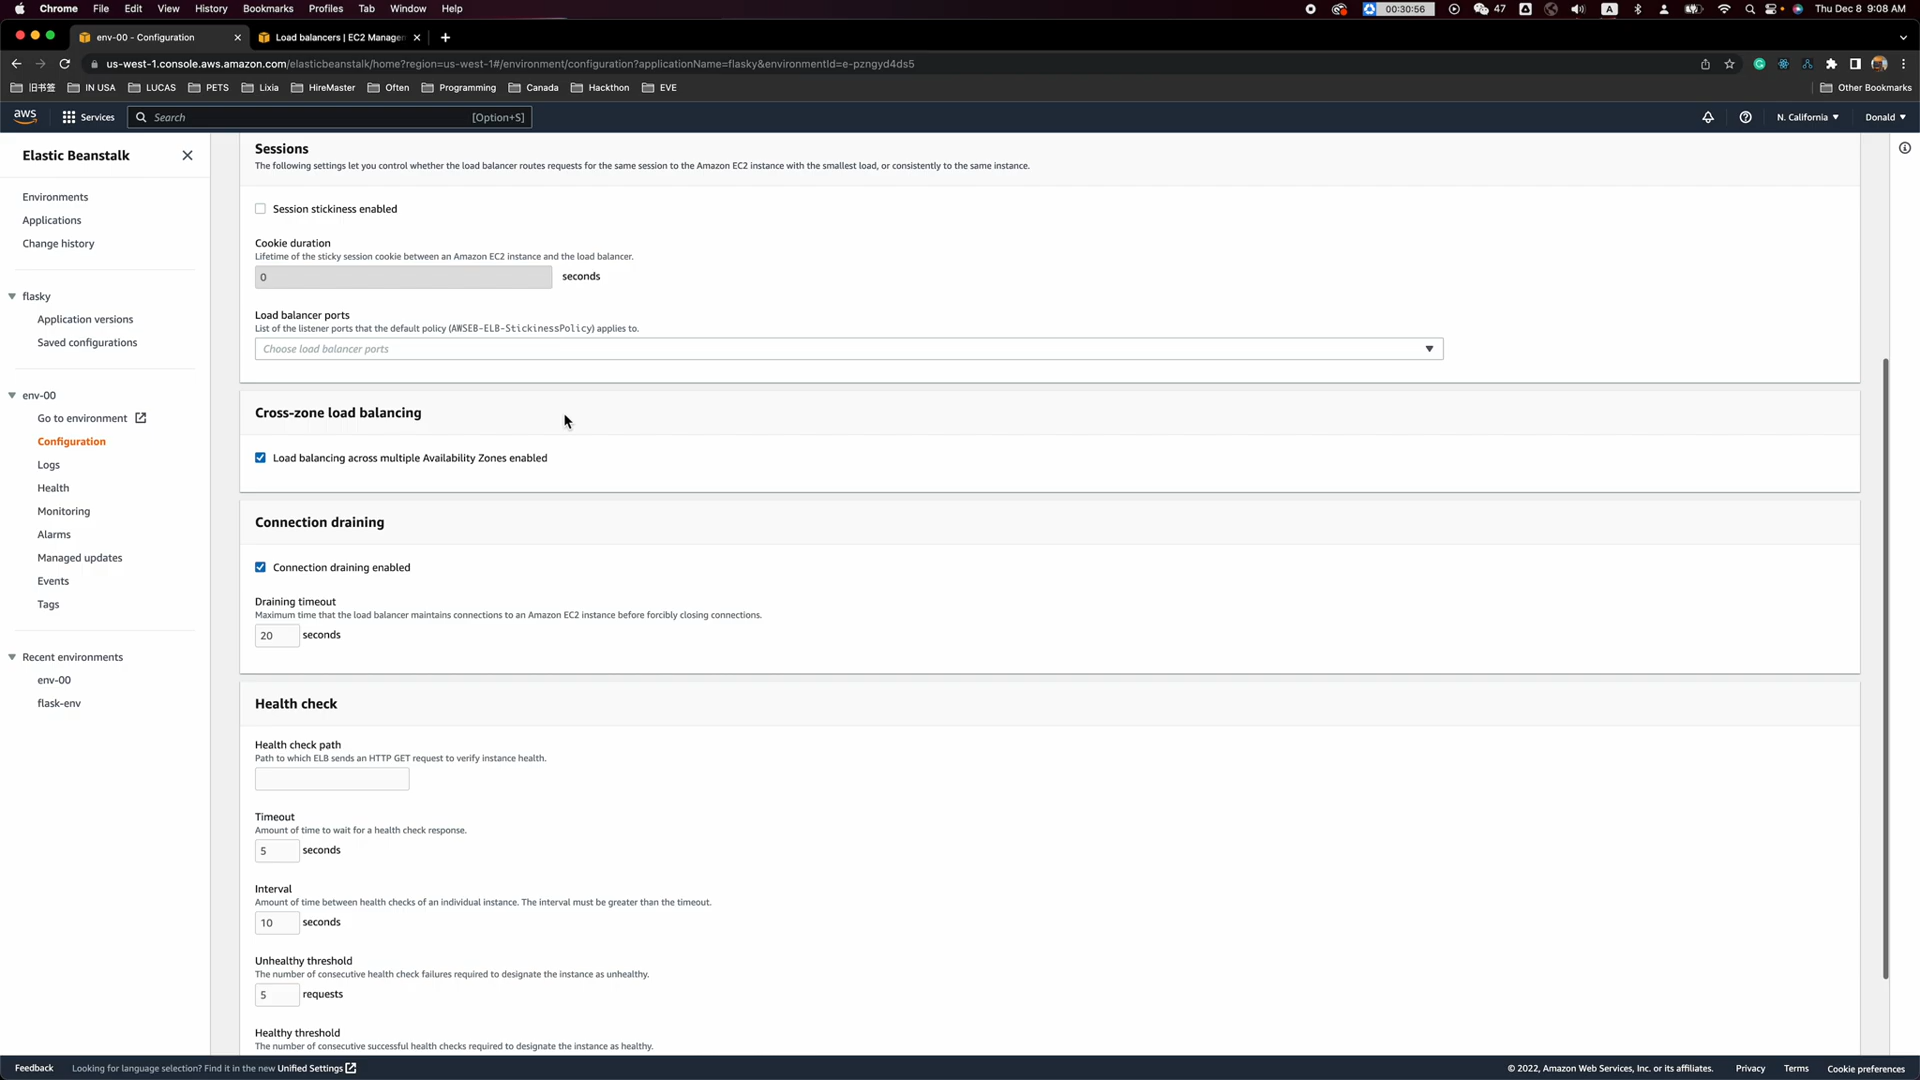 Chrome File Edit View History Bookmarks Profiles Tab Window Help 00:30:56 47 A Thu Dec 8 9:08 AM
env-00 - Configuration Load balancers | EC2 Manage
us-west-1.console.aws.amazon.com/elasticbeanstalk/home?region=us-west-1#/environment/configuration?applicationName=flasky&environmentId=e-pzngyd4ds5
旧书签 IN USA LUCAS PETS Lixia HireMaster Often Programming Canada Hackthon EVE Other Bookmarks
aws Services Search [Option+S] N. California Donald
Elastic Beanstalk
Environments
Applications
Change history
flasky
Application versions
Saved configurations
env-00
Go to environment
Configuration
Logs
Health
Monitoring
Alarms
Managed updates
Events
Tags
Recent environments
env-00
flask-env
Sessions
The following settings let you control whether the load balancer routes requests for the same session to the Amazon EC2 instance with the smallest load, or consistently to the same instance.
Session stickiness enabled
Cookie duration
Lifetime of the sticky session cookie between an Amazon EC2 instance and the load balancer.
0 seconds
Load balancer ports
List of the listener ports that the default policy (AWSEB-ELB-StickinessPolicy) applies to.
Choose load balancer ports
Cross-zone load balancing
Load balancing across multiple Availability Zones enabled
Connection draining
Connection draining enabled
Draining timeout
Maximum time that the load balancer maintains connections to an Amazon EC2 instance before forcibly closing connections.
20 seconds
Health check
Health check path
Path to which ELB sends an HTTP GET request to verify instance health.
Timeout
Amount of time to wait for a health check response.
5 seconds
Interval
Amount of time between health checks of an individual instance. The interval must be greater than the timeout.
10 seconds
Unhealthy threshold
The number of consecutive health check failures required to designate the instance as unhealthy.
5 requests
Healthy threshold
The number of consecutive successful health checks required to designate the instance as healthy.
Feedback Looking for language selection? Find it in the new Unified Settings © 2022, Amazon Web Services, Inc. or its affiliates. Privacy Terms Cookie preferences